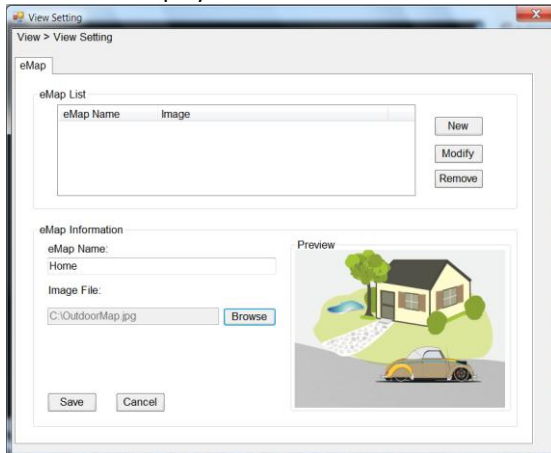 View Setting
View > View Setting
eMap
eMap List
eMap Name Image
New
Modify
Remove
eMap Information
eMap Name:
Home
Image File:
C:\OutdoorMap.jpg
Browse
Save Cancel
Preview